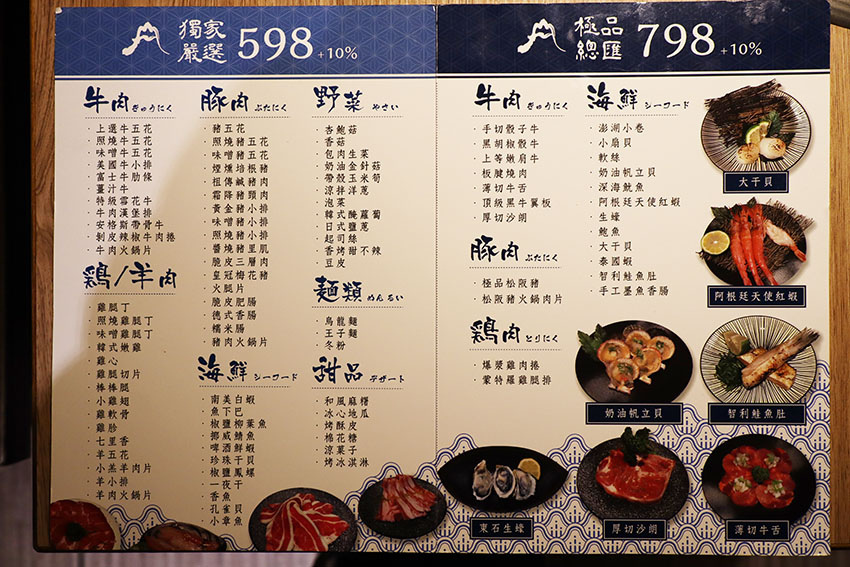 獨家
嚴選 598 +10%
牛肉 ぎゅうにく
・上選牛五花
・照燒牛五花
・味噌牛五花
・美國牛小排
・富士牛肋條
・薑汁牛
・特級霜花牛
・牛肉漢堡排
・安格斯帶骨牛
・剝皮辣椒牛肉捲
・牛肉火鍋片
鶏/羊肉
・雞腿丁
・照燒雞腿丁
・味噌雞腿丁
・韓式嫩雞
・雞心
・雞腿切片
・棒棒腿
・小雞翅
・雞軟骨
・雞胗
・七里香
・羊五花
・小羔羊肉片
・羊小排
・羊肉火鍋片
豚肉 ぶたにく
・豬五花
・照燒豬五花
・味噌豬五花
・煙燻培根豬
・祖傳鹹豬肉
・霜降豬頸肉
・黃金豬小排
・味噌豬小排
・照燒豬小排
・醬燒豬里肌
・脆皮三層肉
・皇冠梅花豬
・火腿片
・脆皮肥腸
・德式香腸
・糯米腸
・豬肉火鍋片
海鮮 シーフード
・南美白蝦
・魚下巴
・椒鹽柳葉魚
・挪威鯖魚
・啤酒鮮蝦
・珍珠干貝
・椒鹽鳳螺
・一夜干
・香魚
・孔雀貝
・小章魚
野菜 やさい
・杏鮑菇
・香菇
・包肉生菜
・奶油金針菇
・帶殼玉米筍
・涼拌洋蔥
・泡菜
・韓式醃蘿蔔
・日式鹽蔥
・起司絲
・香烤甜不辣
・豆皮
麵類 めんるい
・烏龍麵
・王子麵
・冬粉
甜品 デザート
・和風麻糬
・冰心地瓜
・烤酥皮
・棉花糖
・涼菓子
・烤冰淇淋
極品
總匯 798 +10%
牛肉 ぎゅうにく
・手切骰子牛
・黑胡椒骰牛
・上等嫩肩牛
・板腱燒肉
・薄切牛舌
・頂級黑牛翼板
・厚切沙朗
豚肉 ぶたにく
・極品松阪豬
・松阪豬火鍋肉片
鶏肉 とりにく
・爆漿雞肉捲
・蒙特羅雞腿排
海鮮 シーフード
・澎湖小卷
・小扇貝
・軟絲
・奶油帆立貝
・深海魷魚
・阿根廷天使紅蝦
・生蠔
・鮑魚
・大干貝
・泰國蝦
・智利鮭魚肚
・手工墨魚香腸
大干貝
阿根廷天使紅蝦
奶油帆立貝
智利鮭魚肚
東石生蠔
厚切沙朗
薄切牛舌